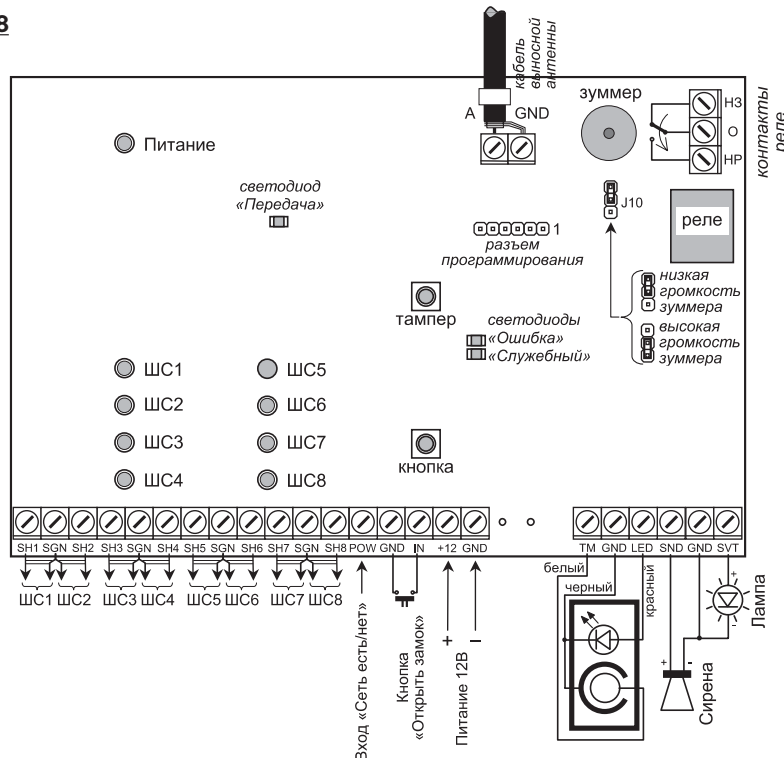 8
кабель
выносной
антенны
A GND
зуммер
НЗ
О
НР
контакты
реле
Питание
светодиод
«Передача»
J10
реле
1
разъем
программирования
низкая
громкость
зуммера
высокая
громкость
зуммера
тампер
светодиоды
«Ошибка»
«Служебный»
ШС1 ШС5
ШС2 ШС6
ШС3 ШС7
ШС4 ШС8
кнопка
SH1 SGN SH2 SH3 SGN SH4 SH5 SGN SH6 SH7 SGN SH8 POW GND IN +12 GND
TM GND LED SND GND SVT
ШС1 ШС2 ШС3 ШС4 ШС5 ШС6 ШС7 ШС8
Вход «Сеть есть/нет»
Кнопка
«Открыть замок»
+ –
Питание 12В
белый
черный
красный
+ -
Сирена
+
-
Лампа